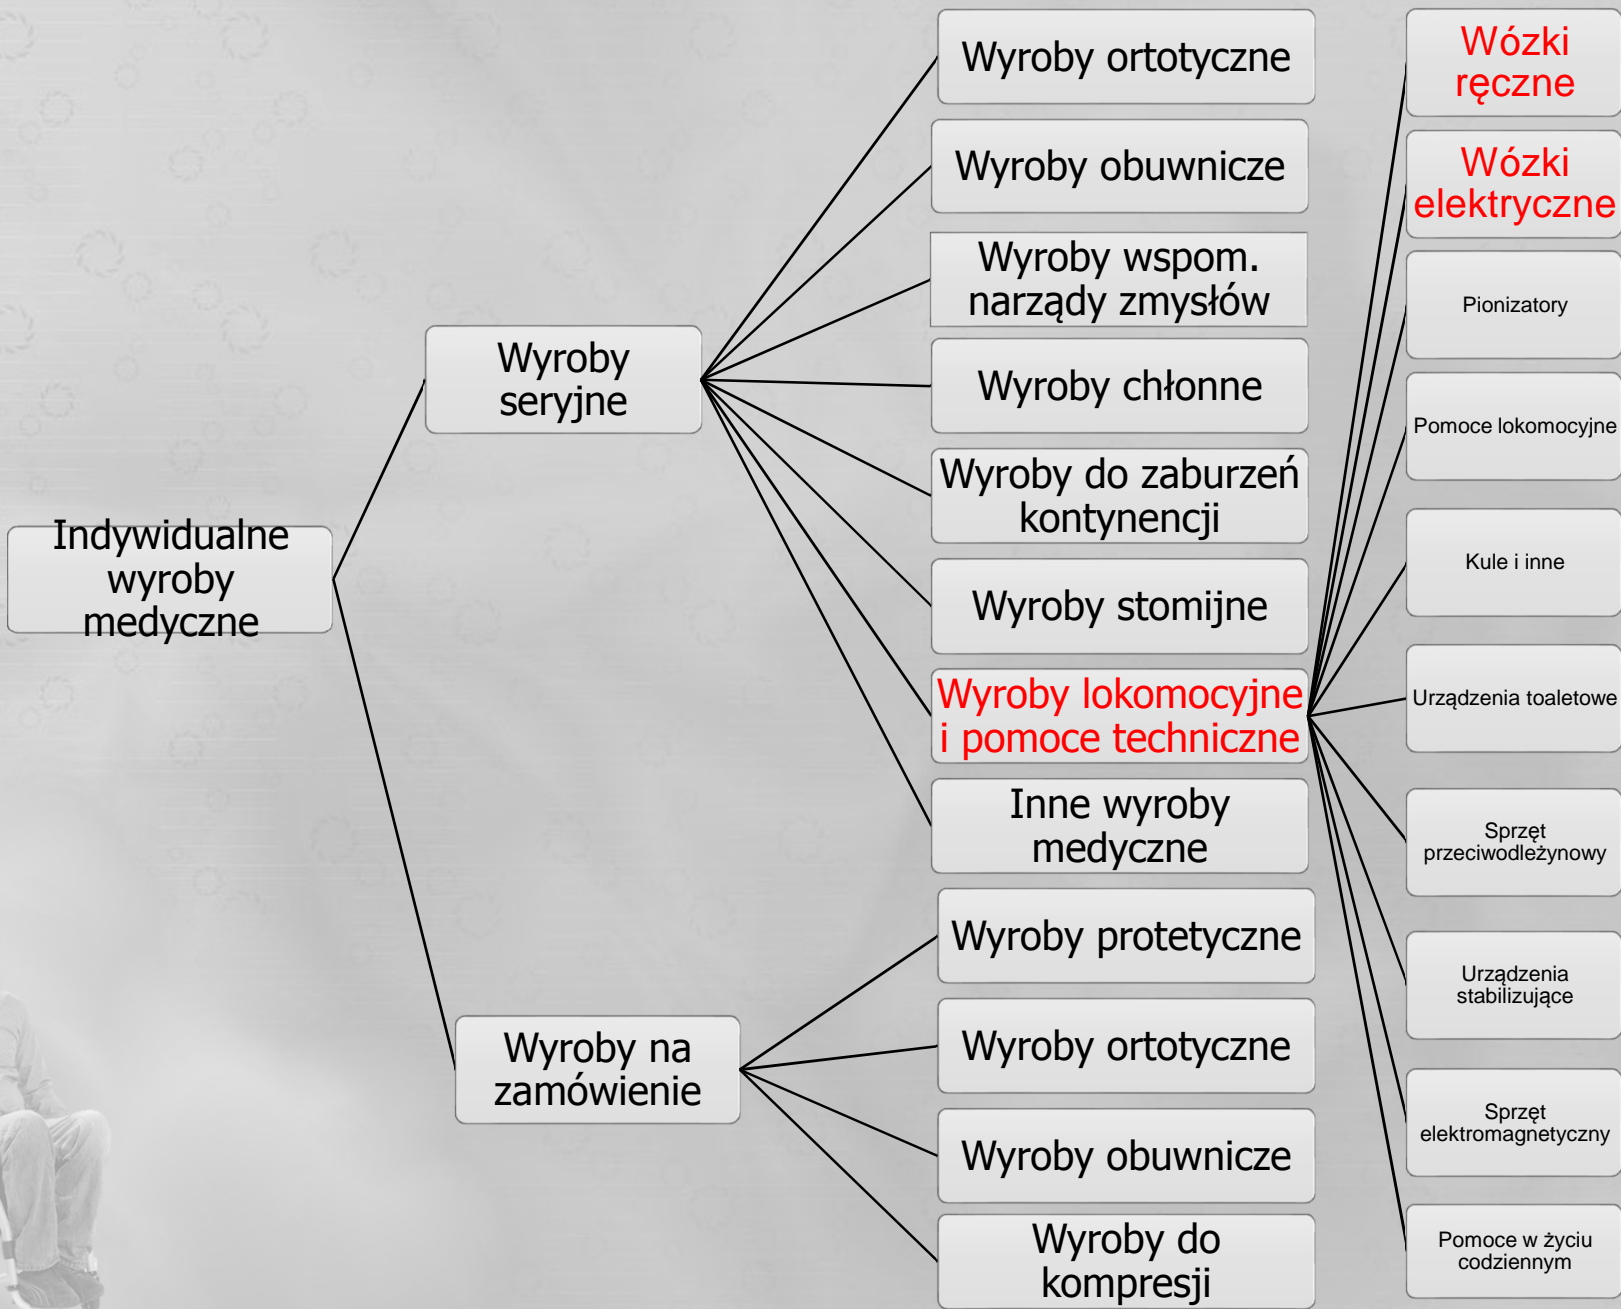 Indywidualne
wyroby
medyczne
Wyroby
seryjne
Wyroby na
zamówienie
Wyroby ortotyczne
Wyroby obuwnicze
Wyroby wspom.
narządy zmysłów
Wyroby chłonne
Wyroby do zaburzeń
kontynencji
Wyroby stomijne
Wyroby lokomocyjne
i pomoce techniczne
Inne wyroby
medyczne
Wyroby protetyczne
Wyroby ortotyczne
Wyroby obuwnicze
Wyroby do
kompresji
Wózki
ręczne
Wózki
elektryczne
Pionizatory
Pomoce lokomocyjne
Kule i inne
Urządzenia toaletowe
Sprzęt
przeciwodleżynowy
Urządzenia
stabilizujące
Sprzęt
elektromagnetyczny
Pomoce w życiu
codziennym